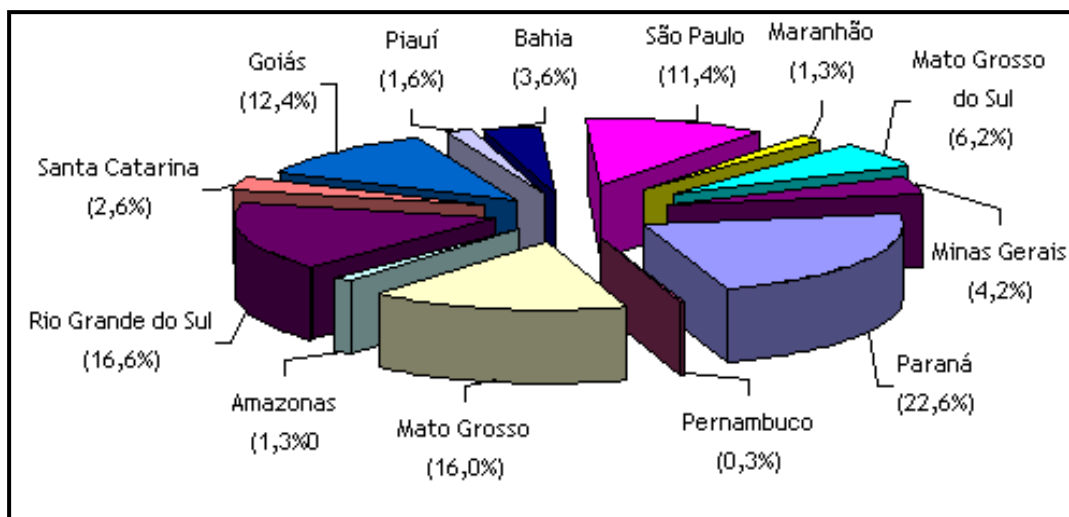 Piauí
(1,6%)
Bahia
(3,6%)
São Paulo
(11,4%)
Maranhão
(1,3%)
Mato Grosso
do Sul
(6,2%)
Goiás
(12,4%)
Santa Catarina
(2,6%)
Minas Gerais
(4,2%)
Rio Grande do Sul
(16,6%)
Paraná
(22,6%)
Amazonas
(1,3%0
Mato Grosso
(16,0%)
Pernambuco
(0,3%)